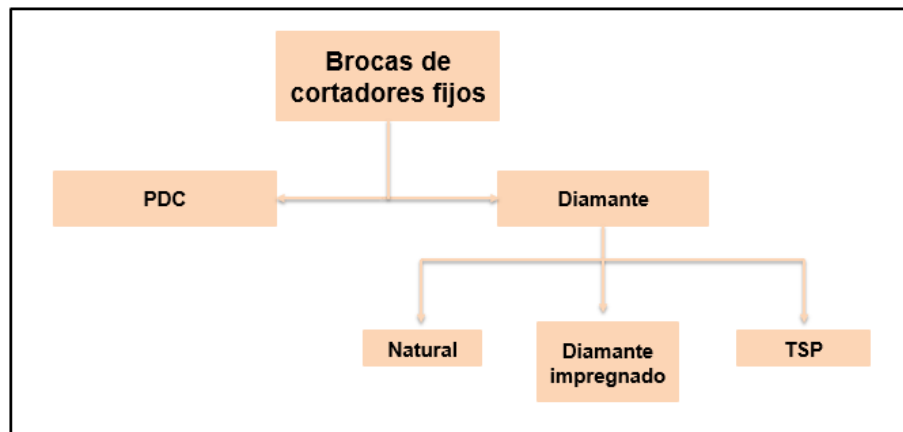 Brocas de
cortadores fijos
PDC
Diamante
Natural
Diamante
impregnado
TSP